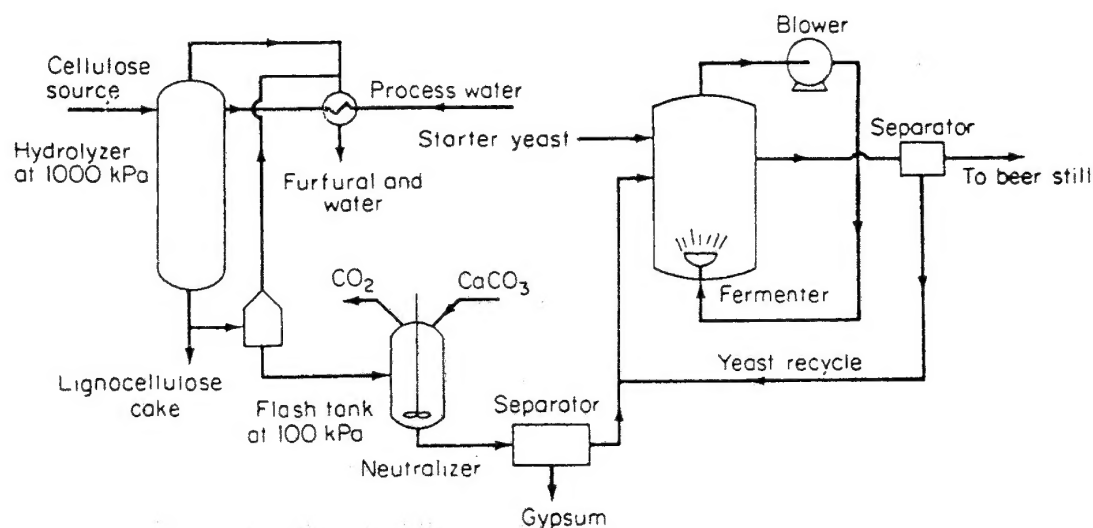 Blower
Cellulose
source
Process water
Separator
Starter yeast
Hydrolyzer
at 1000 kPa
Furfural and
water
To beer still
CO2
CaCO3
Fermenter
Lignocellulose
cake
Yeast recycle
Flash tank
at 100 kPa
Separator
Neutralizer
Gypsum